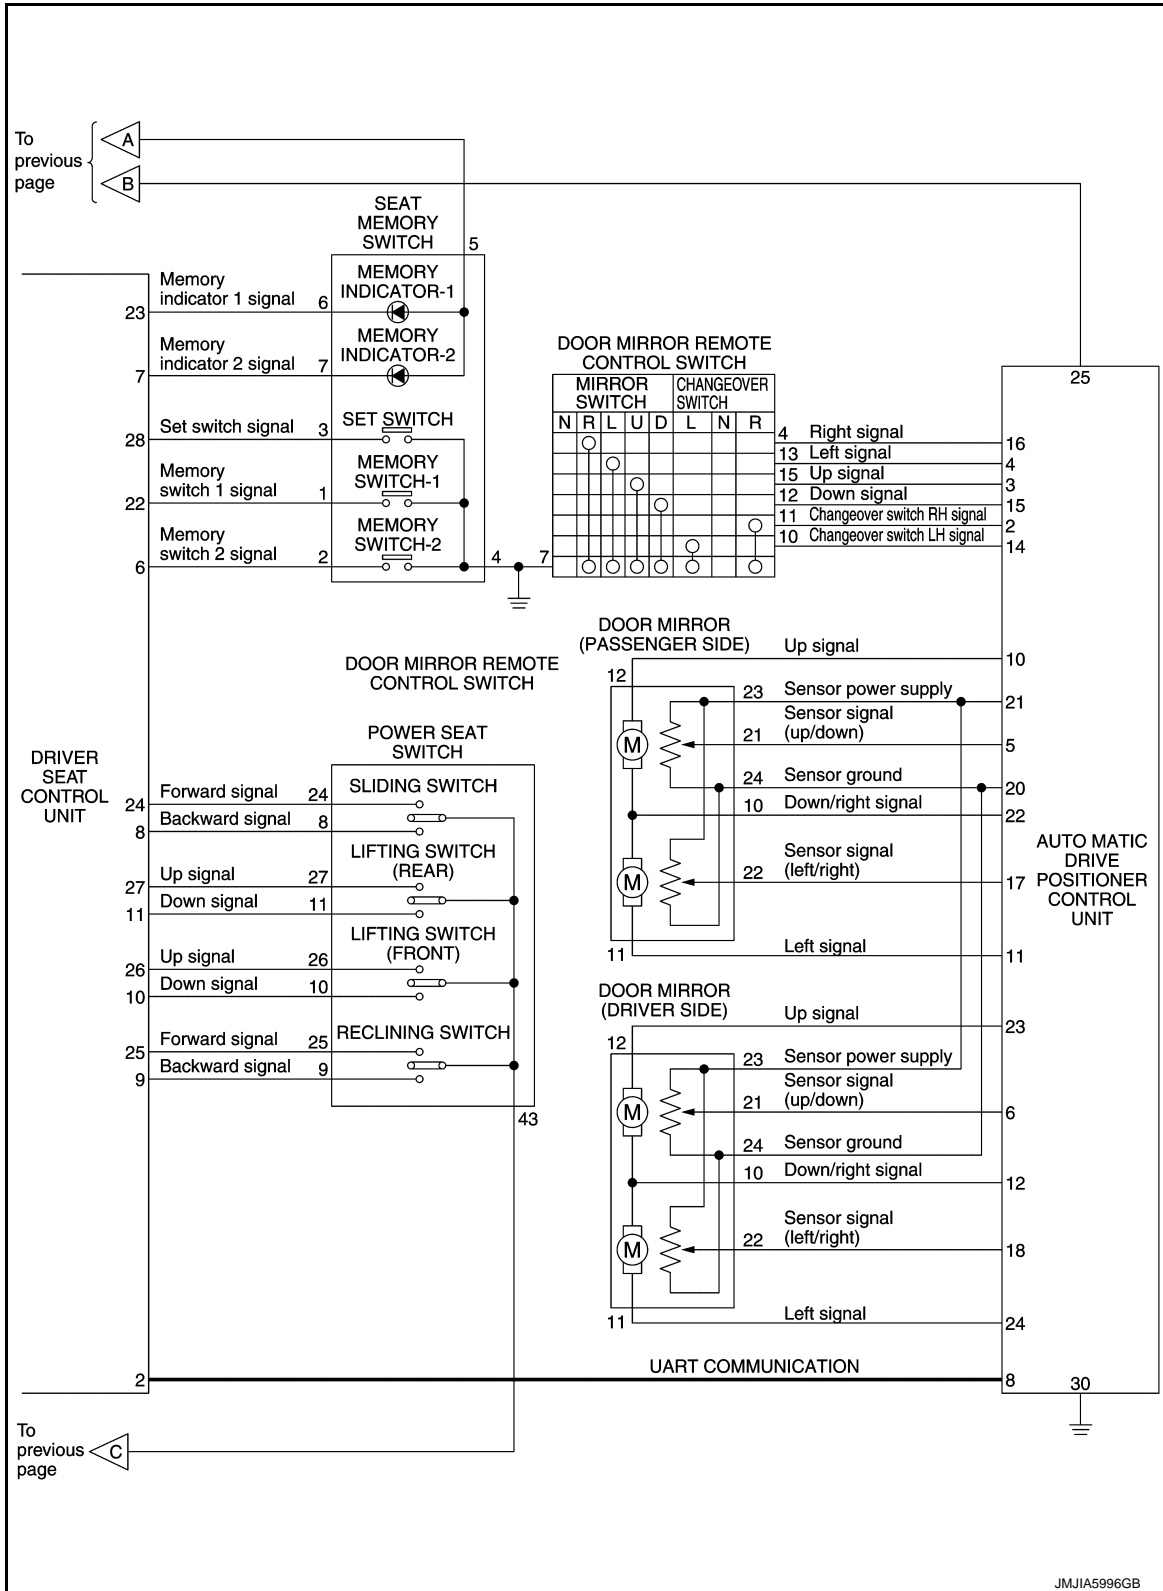 To
previous
page
A
B
SEAT
MEMORY
SWITCH
5
MEMORY
INDICATOR-1
Memory
indicator 1 signal
23
6
MEMORY
INDICATOR-2
Memory
indicator 2 signal
7
7
SET SWITCH
Set switch signal
28
3
MEMORY
SWITCH-1
Memory
switch 1 signal
22
1
MEMORY
SWITCH-2
Memory
switch 2 signal
6
2
4
7
DOOR MIRROR REMOTE
CONTROL SWITCH
MIRROR
SWITCH
CHANGEOVER
SWITCH
N R L U D L N R
4 Right signal 16
13 Left signal 4
15 Up signal 3
12 Down signal 15
11 Changeover switch RH signal 2
10 Changeover switch LH signal 14
25
DOOR MIRROR
(PASSENGER SIDE)
12
Up signal 10
23 Sensor power supply 21
Sensor signal
21 (up/down) 5
24 Sensor ground 20
10 Down/right signal 22
Sensor signal
22 (left/right) 17
11
Left signal 11
M
M
DOOR MIRROR REMOTE
CONTROL SWITCH
POWER SEAT
SWITCH
DRIVER
SEAT
CONTROL
UNIT
SLIDING SWITCH
24 Forward signal 24
8 Backward signal 8
LIFTING SWITCH
(REAR)
27 Up signal 27
11 Down signal 11
LIFTING SWITCH
(FRONT)
26 Up signal 26
10 Down signal 10
RECLINING SWITCH
25 Forward signal 25
9 Backward signal 9
43
AUTO MATIC
DRIVE
POSITIONER
CONTROL
UNIT
DOOR MIRROR
(DRIVER SIDE)
12
Up signal 23
23 Sensor power supply
Sensor signal
21 (up/down) 6
24 Sensor ground
10 Down/right signal 12
Sensor signal
22 (left/right) 18
11
Left signal 24
M
M
UART COMMUNICATION
2
8
30
To
previous
page
C
JMJIA5996GB